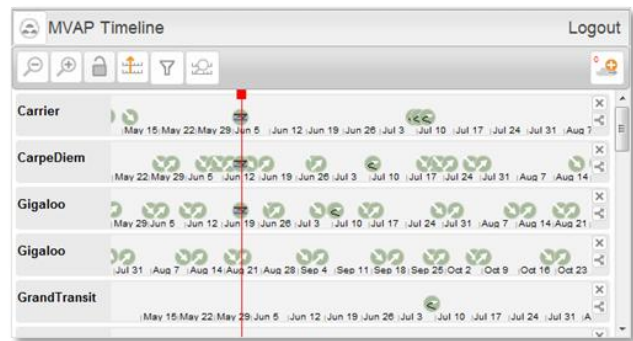 MVAP Timeline Logout
0
Carrier
May 15 May 22 May 29 Jun 5 Jun 12 Jun 19 Jun 26 Jul 3 Jul 10 Jul 17 Jul 24 Jul 31 Aug 7
CarpeDiem
May 22 May 29 Jun 5 Jun 12 Jun 19 Jun 26 Jul 3 Jul 10 Jul 17 Jul 24 Jul 31 Aug 7 Aug 14
Gigaloo
May 29 Jun 5 Jun 12 Jun 19 Jun 26 Jul 3 Jul 10 Jul 17 Jul 24 Jul 31 Aug 7 Aug 14 Aug 21
Gigaloo
Jul 31 Aug 7 Aug 14 Aug 21 Aug 28 Sep 4 Sep 11 Sep 18 Sep 25 Oct 2 Oct 9 Oct 16 Oct 23
GrandTransit
May 15 May 22 May 29 Jun 5 Jun 12 Jun 19 Jun 26 Jul 3 Jul 10 Jul 17 Jul 24 Jul 31 A